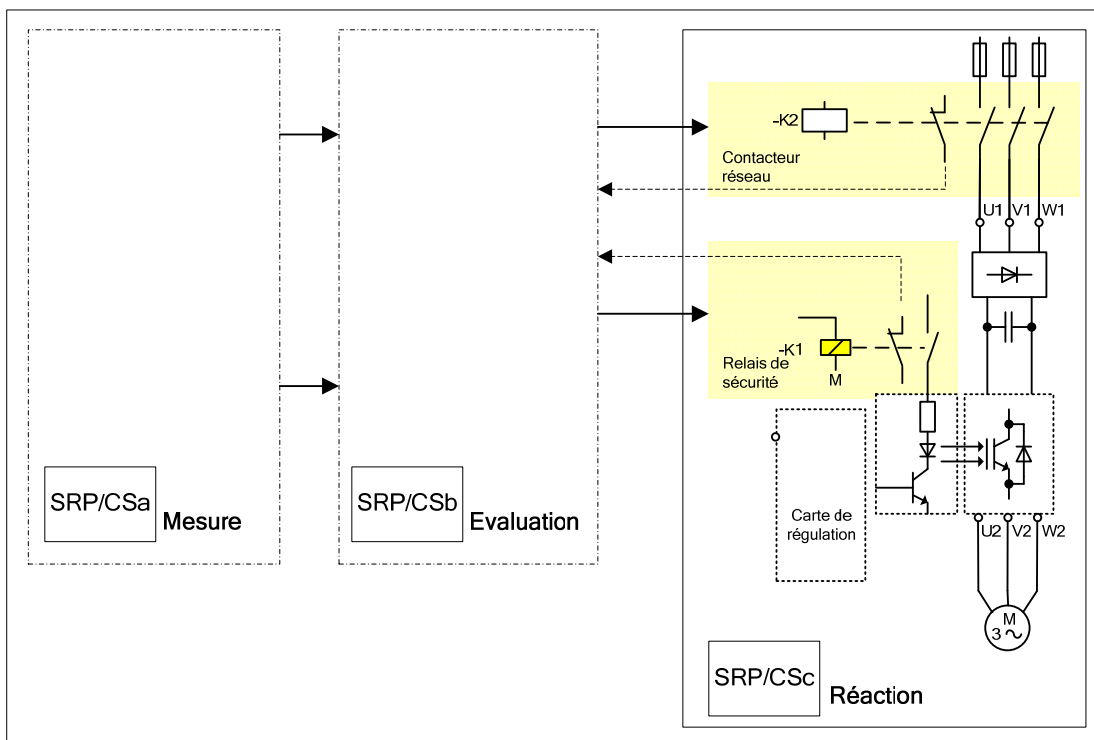 -K2
Contacteur
réseau
U1 V1 W1
-K1
Relais de
sécurité
M
Carte de
régulation
U2 V2 W2
M
3 ~
SRP/CSa
Mesure
SRP/CSb
Evaluation
SRP/CSc
Réaction